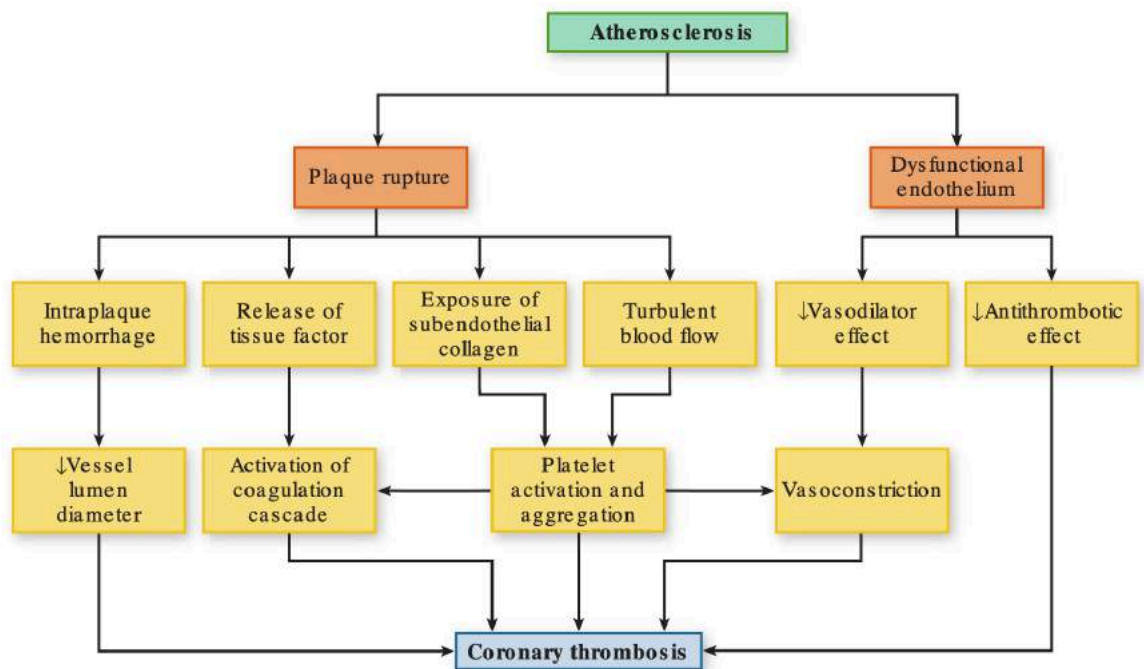 Atherosclerosis
Plaque rupture
Dysfunctional
endothelium
Intraplaque
hemorrhage
Release of
tissue factor
Exposure of
subendothelial
collagen
Turbulent
blood flow
↓Vasodilator
effect
↓Antithrombotic
effect
↓Vessel
lumen
diameter
Activation of
coagulation
cascade
Platelet
activation and
aggregation
Vasoconstriction
Coronary thrombosis